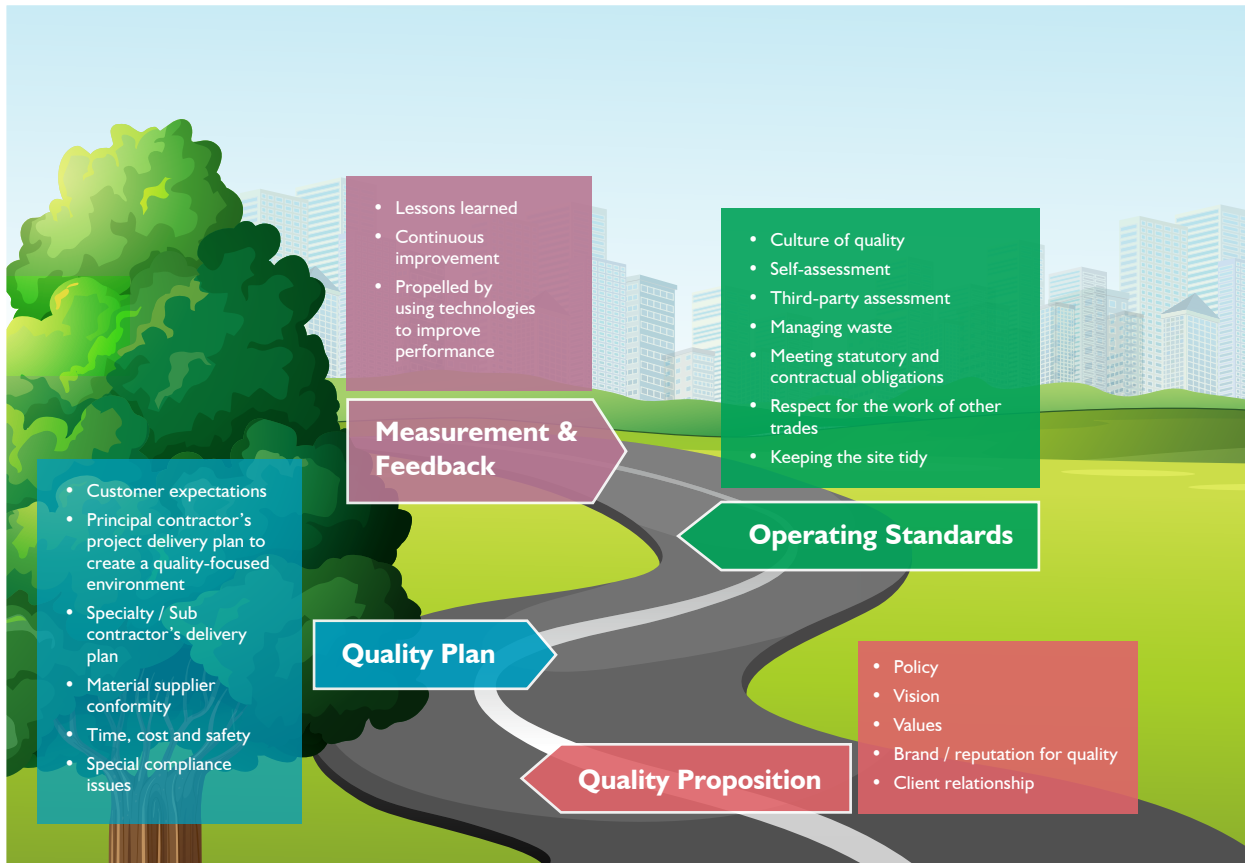 • Lessons learned
• Continuous
improvement
• Propelled by
using technologies
to improve
performance
Measurement &
Feedback
• Culture of quality
• Self-assessment
• Third-party assessment
• Managing waste
• Meeting statutory and
contractual obligations
• Respect for the work of other
trades
• Keeping the site tidy
Operating Standards
• Customer expectations
• Principal contractor’s
project delivery plan to
create a quality-focused
environment
• Specialty / Sub
contractor’s delivery
plan
• Material supplier
conformity
• Time, cost and safety
• Special compliance
issues
Quality Plan
• Policy
• Vision
• Values
• Brand / reputation for quality
• Client relationship
Quality Proposition